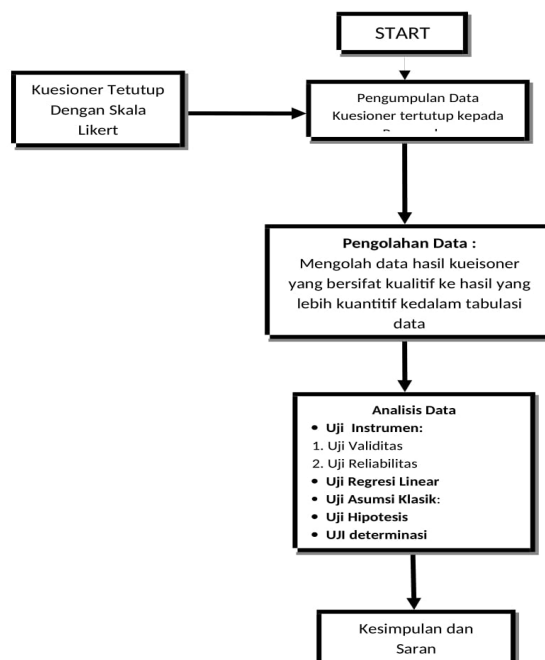 START
Kuesioner Tetutup
Dengan Skala
Likert
Pengumpulan Data
Kuesioner tertutup kepada
Pengolahan Data :
Mengolah data hasil kueisoner
yang bersifat kualitif ke hasil yang
lebih kuantitif kedalam tabulasi
data
Analisis Data
• Uji Instrumen:
1. Uji Validitas
2. Uji Reliabilitas
• Uji Regresi Linear
• Uji Asumsi Klasik:
• Uji Hipotesis
• UJI determinasi
Kesimpulan dan
Saran